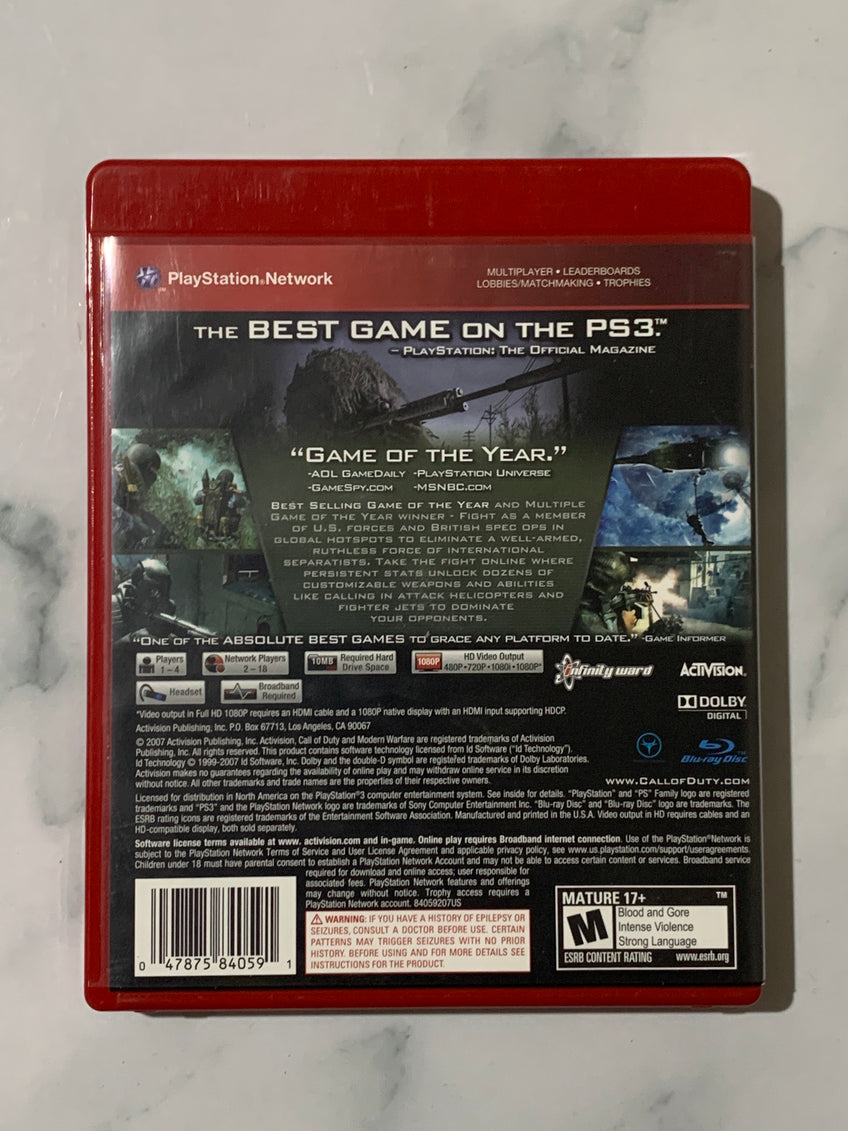 PlayStation®Network
MULTIPLAYER • LEADERBOARDS
LOBBIES/MATCHMAKING • TROPHIES
THE BEST GAME ON THE PS3.™
– PLAYSTATION: THE OFFICIAL MAGAZINE
“GAME OF THE YEAR.”
-AOL GAMEDAILY -PLAYSTATION UNIVERSE
-GAMESPY.COM -MSNBC.COM
BEST SELLING GAME OF THE YEAR AND MULTIPLE
GAME OF THE YEAR WINNER - FIGHT AS A MEMBER
OF U.S. FORCES AND BRITISH SPEC OPS IN
GLOBAL HOTSPOTS TO ELIMINATE A WELL-ARMED,
RUTHLESS FORCE OF INTERNATIONAL
SEPARATISTS. TAKE THE FIGHT ONLINE WHERE
PERSISTENT STATS UNLOCK DOZENS OF
CUSTOMIZABLE WEAPONS AND ABILITIES
LIKE CALLING IN ATTACK HELICOPTERS AND
FIGHTER JETS TO DOMINATE
YOUR OPPONENTS.
“ONE OF THE ABSOLUTE BEST GAMES TO GRACE ANY PLATFORM TO DATE.” -GAME INFORMER
Players
1 – 4
Network Players
2 – 18
10MB
Required Hard
Drive Space
1080P
HD Video Output
480P • 720P • 1080i • 1080P*
Headset
Broadband
Required
infinity ward
ACTIVISION.
DOLBY
DIGITAL
Blu-ray Disc™
*Video output in Full HD 1080P requires an HDMI cable and a 1080P native display with an HDMI input supporting HDCP.
Activision Publishing, Inc. P.O. Box 67713, Los Angeles, CA 90067
© 2007 Activision Publishing, Inc. Activision, Call of Duty and Modern Warfare are registered trademarks of Activision
Publishing, Inc. All rights reserved. This product contains software technology licensed from Id Software ("Id Technology").
Id Technology © 1999-2007 Id Software, Inc. Dolby and the double-D symbol are registered trademarks of Dolby Laboratories.
Activision makes no guarantees regarding the availability of online play and may withdraw online service in its discretion
without notice. All other trademarks and trade names are the properties of their respective owners.
WWW.CALLOFDUTY.COM
Licensed for distribution in North America on the PlayStation®3 computer entertainment system. See inside for details. "PlayStation" and "PS" Family logo are registered
trademarks and "PS3" and the PlayStation Network logo are trademarks of Sony Computer Entertainment Inc. "Blu-ray Disc" and "Blu-ray Disc" logo are trademarks. The
ESRB rating icons are registered trademarks of the Entertainment Software Association. Manufactured and printed in the U.S.A. Video output in HD requires cables and an
HD-compatible display, both sold separately.
Software license terms available at www. activision.com and in-game. Online play requires Broadband internet connection. Use of the PlayStation®Network is
subject to the PlayStation Network Terms of Service and User License Agreement and applicable privacy policy, see www.us.playstation.com/support/useragreements.
Children under 18 must have parental consent to establish a PlayStation Network Account and may not be able to access certain content or services. Broadband service
required for download and online access; user responsible for
associated fees. PlayStation Network features and offerings
may change without notice. Trophy access requires a
PlayStation Network account. 84059207US
WARNING: IF YOU HAVE A HISTORY OF EPILEPSY OR
SEIZURES, CONSULT A DOCTOR BEFORE USE. CERTAIN
PATTERNS MAY TRIGGER SEIZURES WITH NO PRIOR
HISTORY. BEFORE USING AND FOR MORE DETAILS SEE
INSTRUCTIONS FOR THE PRODUCT.
0 47875 84059 1
MATURE 17+ ™
M
Blood and Gore
Intense Violence
Strong Language
ESRB CONTENT RATING www.esrb.org